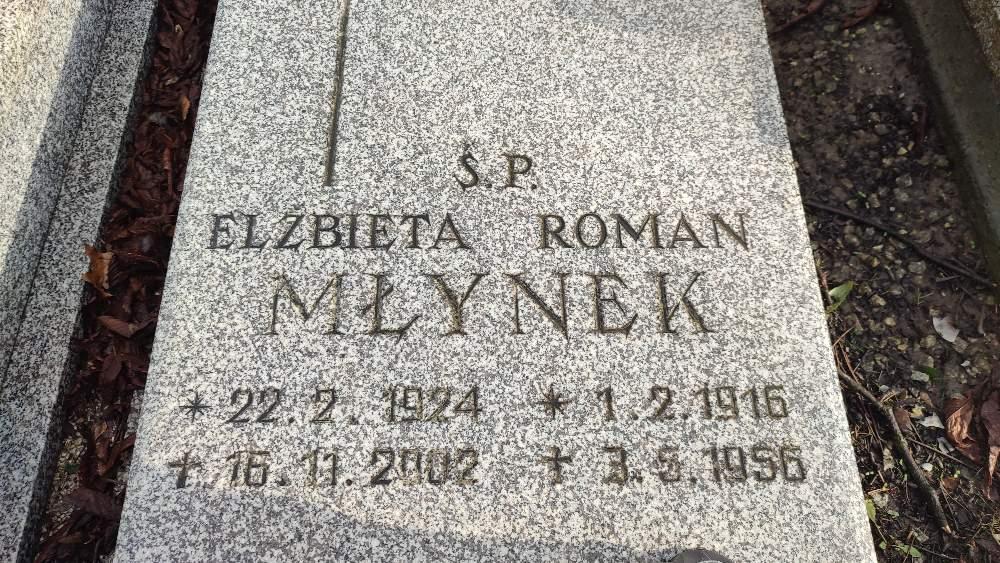 Ś.P.
ELŻBIETA ROMAN
MŁYNEK
* 22.2.1924 * 1.2.1916
† 16.11.2002 † 3.5.1956